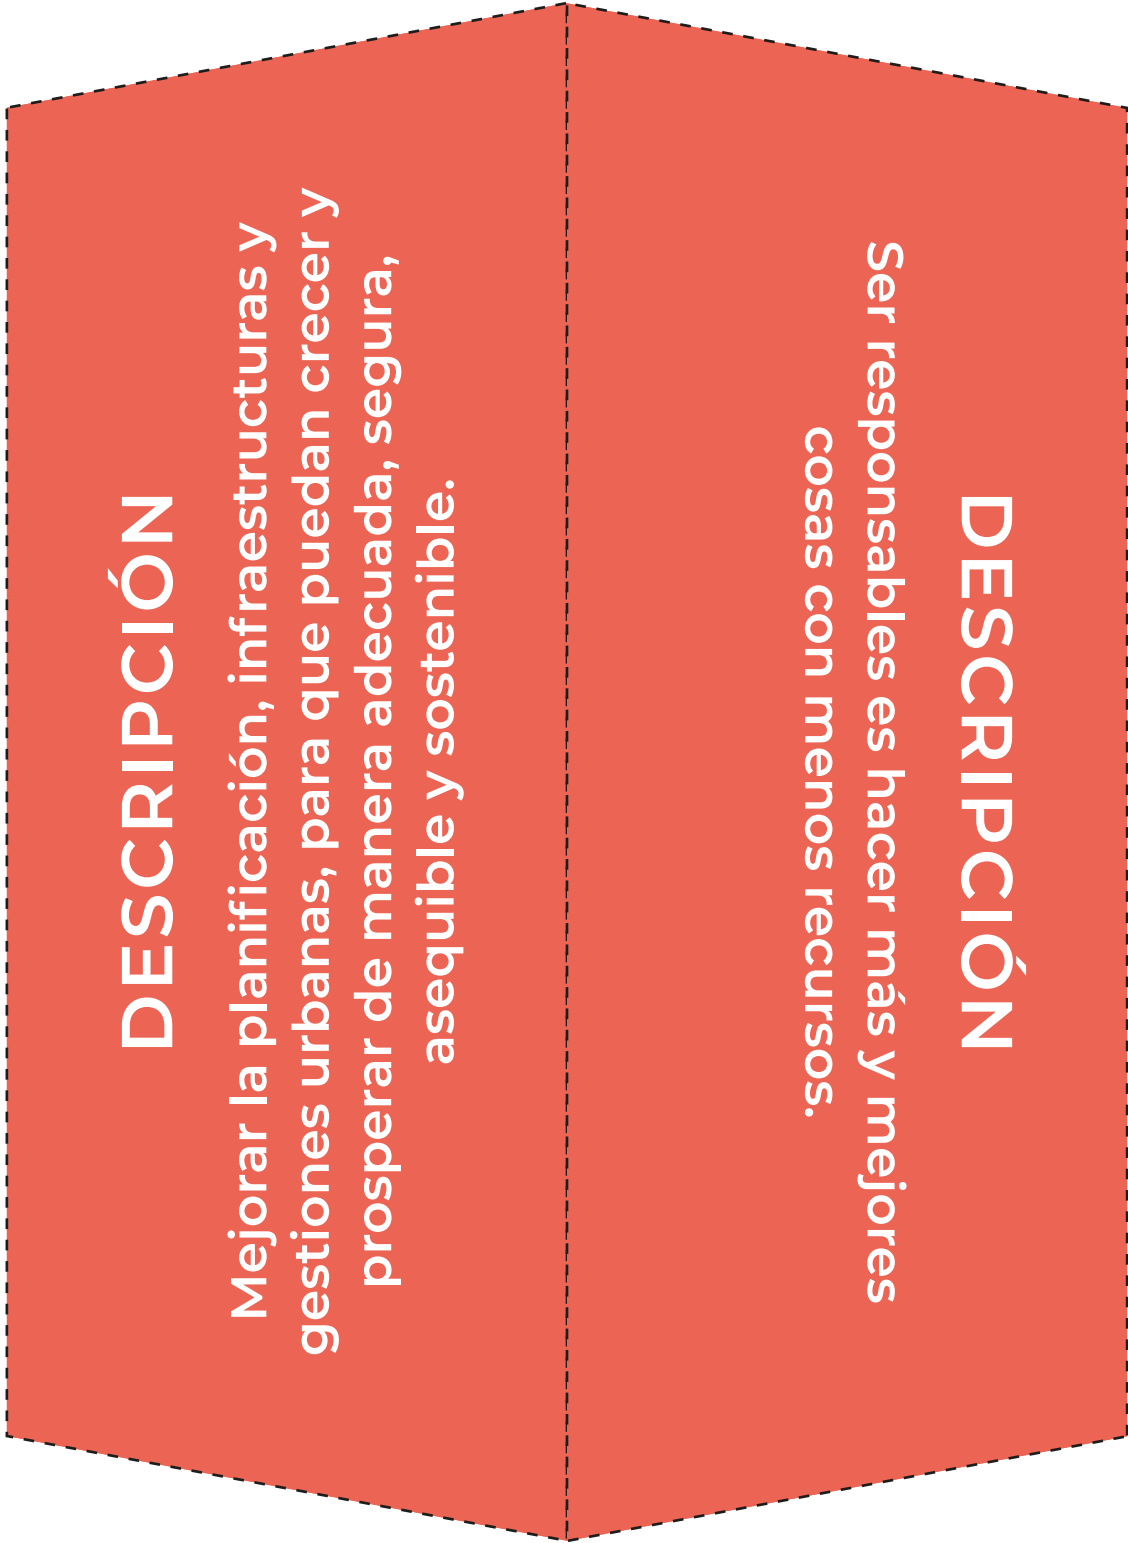 DESCRIPCIÓN
Mejorar la planificación, infraestructuras y
gestiones urbanas, para que puedan crecer y
prosperar de manera adecuada, segura,
asequible y sostenible.
DESCRIPCIÓN
Ser responsables es hacer más y mejores
cosas con menos recursos.